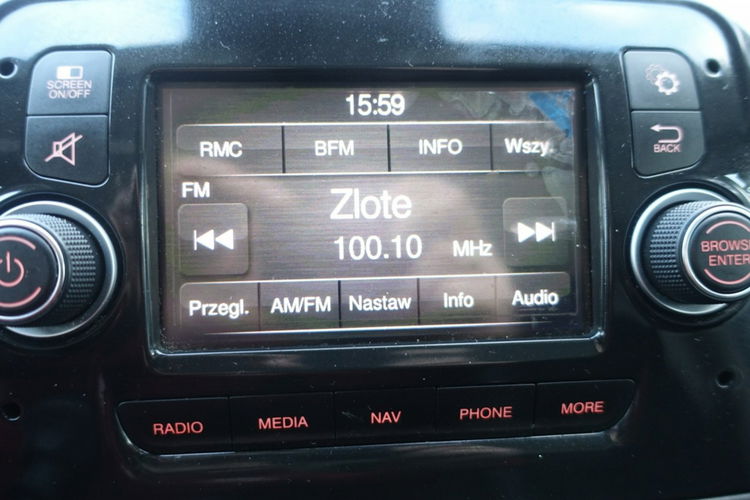 SCREEN
ON/OFF
15:59
RMC BFM INFO Wszy.
FM
Zlote
100.10 MHz
Przegl. AM/FM Nastaw Info Audio
BACK
BROWSE
ENTER
RADIO MEDIA NAV PHONE MORE